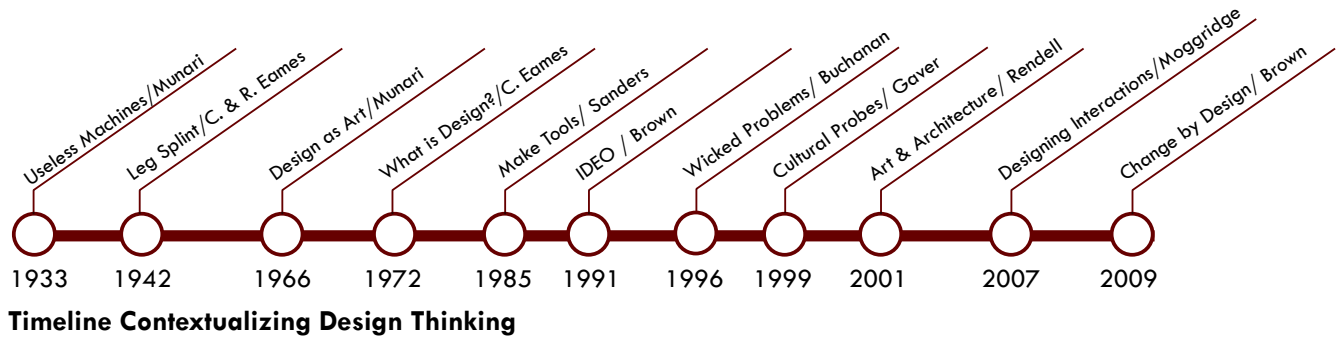 Useless Machines/Munari
Leg Splint/C. & R. Eames
Design as Art/Munari
What is Design?/C. Eames
Make Tools/ Sanders
IDEO / Brown
Wicked Problems/ Buchanan
Cultural Probes/ Gaver
Art & Architecture/ Rendell
Designing Interactions/Moggridge
Change by Design/ Brown
1933 1942 1966 1972 1985 1991 1996 1999 2001 2007 2009
Timeline Contextualizing Design Thinking